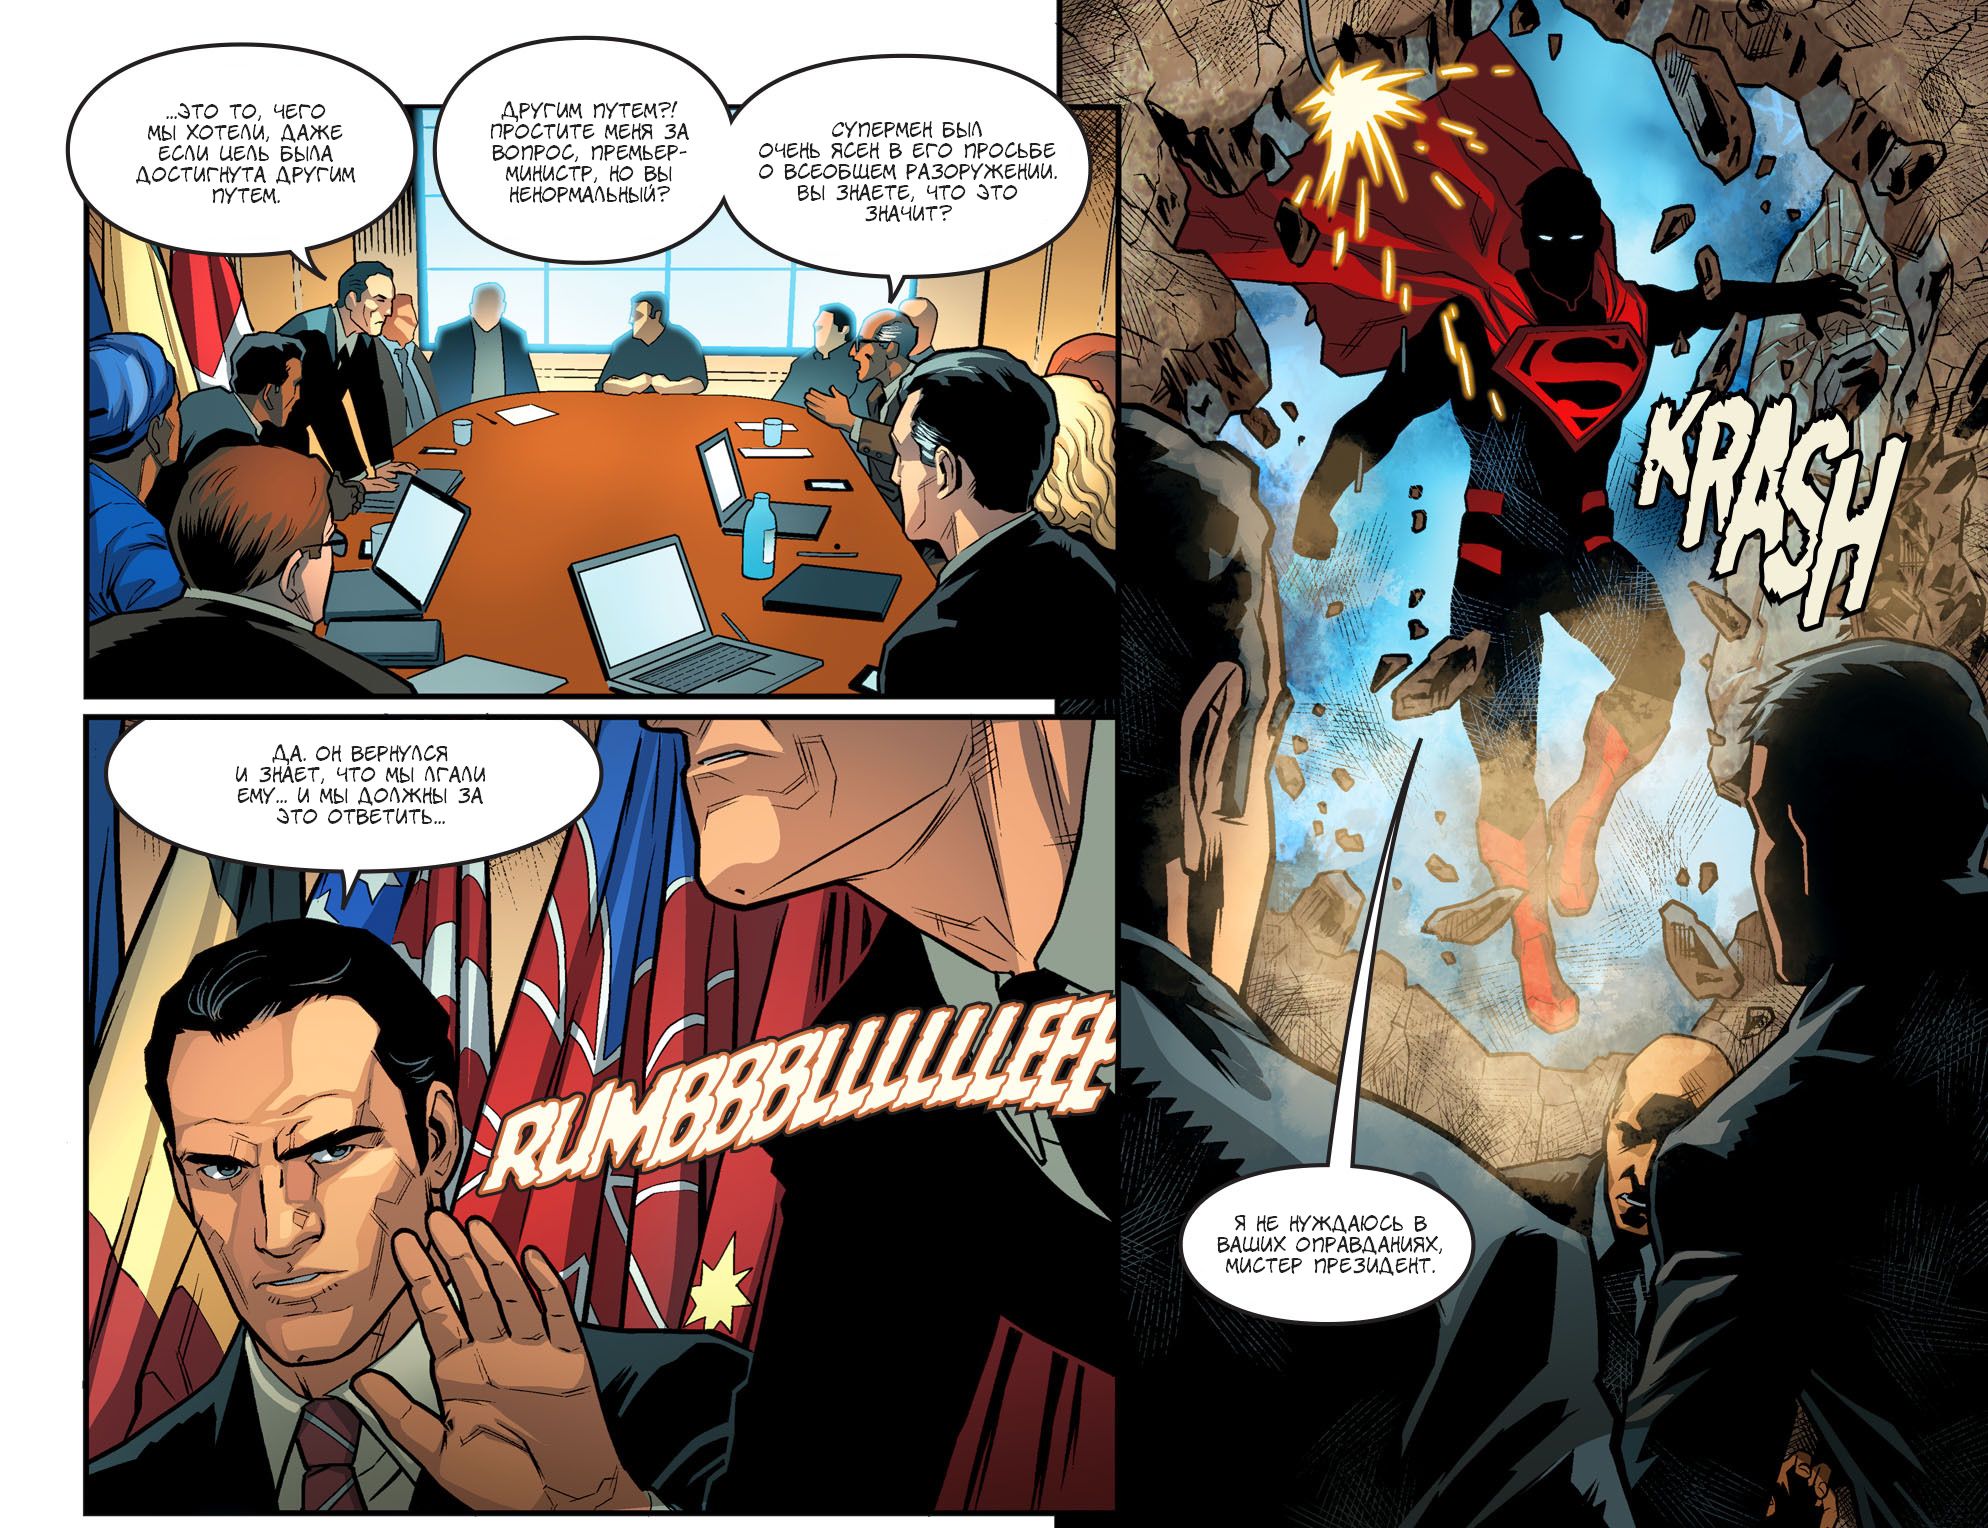 ...ЭТО ТО, ЧЕГО
МЫ ХОТЕЛИ, ДАЖЕ
ЕСЛИ ЦЕЛЬ БЫЛА
ДОСТИГНУТА ДРУГИМ
ПУТЕМ.
ДРУГИМ ПУТЕМ?!
ПРОСТИТЕ МЕНЯ ЗА
ВОПРОС, ПРЕМЬЕР-
МИНИСТР, НО ВЫ
НЕНОРМАЛЬНЫЙ?
СУПЕРМЕН БЫЛ
ОЧЕНЬ ЯСЕН В ЕГО ПРОСЬБЕ
О ВСЕОБЩЕМ РАЗОРУЖЕНИИ.
ВЫ ЗНАЕТЕ, ЧТО ЭТО
ЗНАЧИТ?
ДА. ОН ВЕРНУЛСЯ
И ЗНАЕТ, ЧТО МЫ ЛГАЛИ
ЕМУ... И МЫ ДОЛЖНЫ ЗА
ЭТО ОТВЕТИТЬ...
RUMBBBLLLLLLEEE
S
KRASH
Я НЕ НУЖДАЮСЬ В
ВАШИХ ОПРАВДАНИЯХ,
МИСТЕР ПРЕЗИДЕНТ.